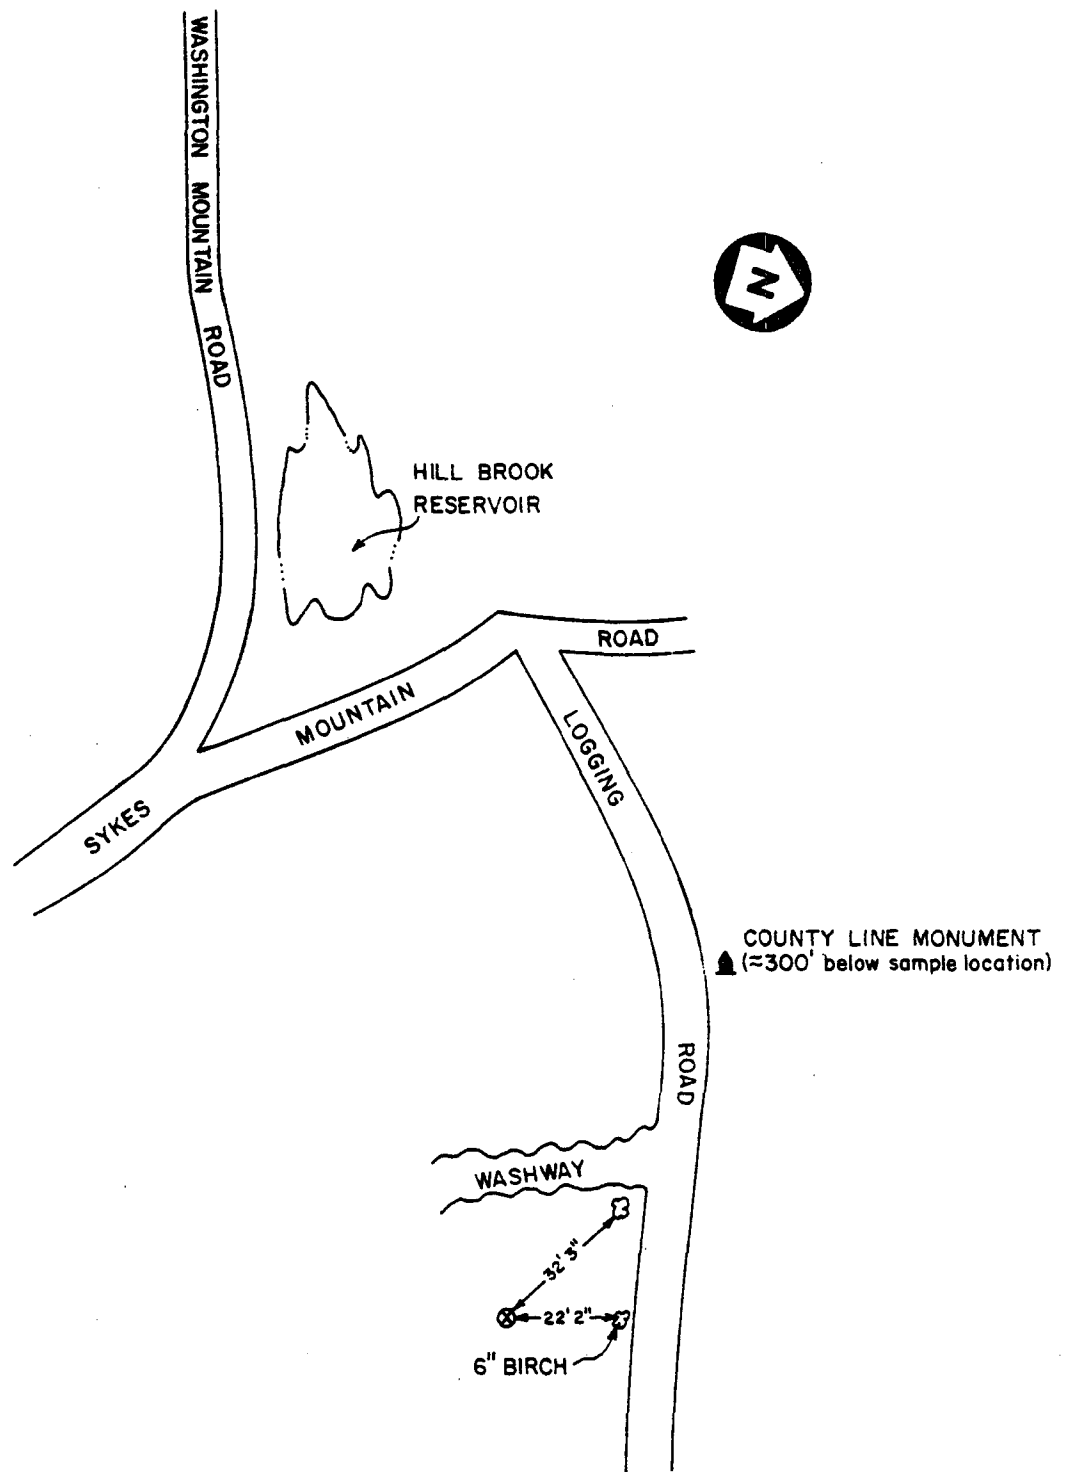 WASHINGTON MOUNTAIN ROAD
N
HILL BROOK
RESERVOIR
ROAD
MOUNTAIN
SYKES
LOGGING
COUNTY LINE MONUMENT
(≈300' below sample location)
ROAD
WASHWAY
32' 3"
22' 2"
6" BIRCH